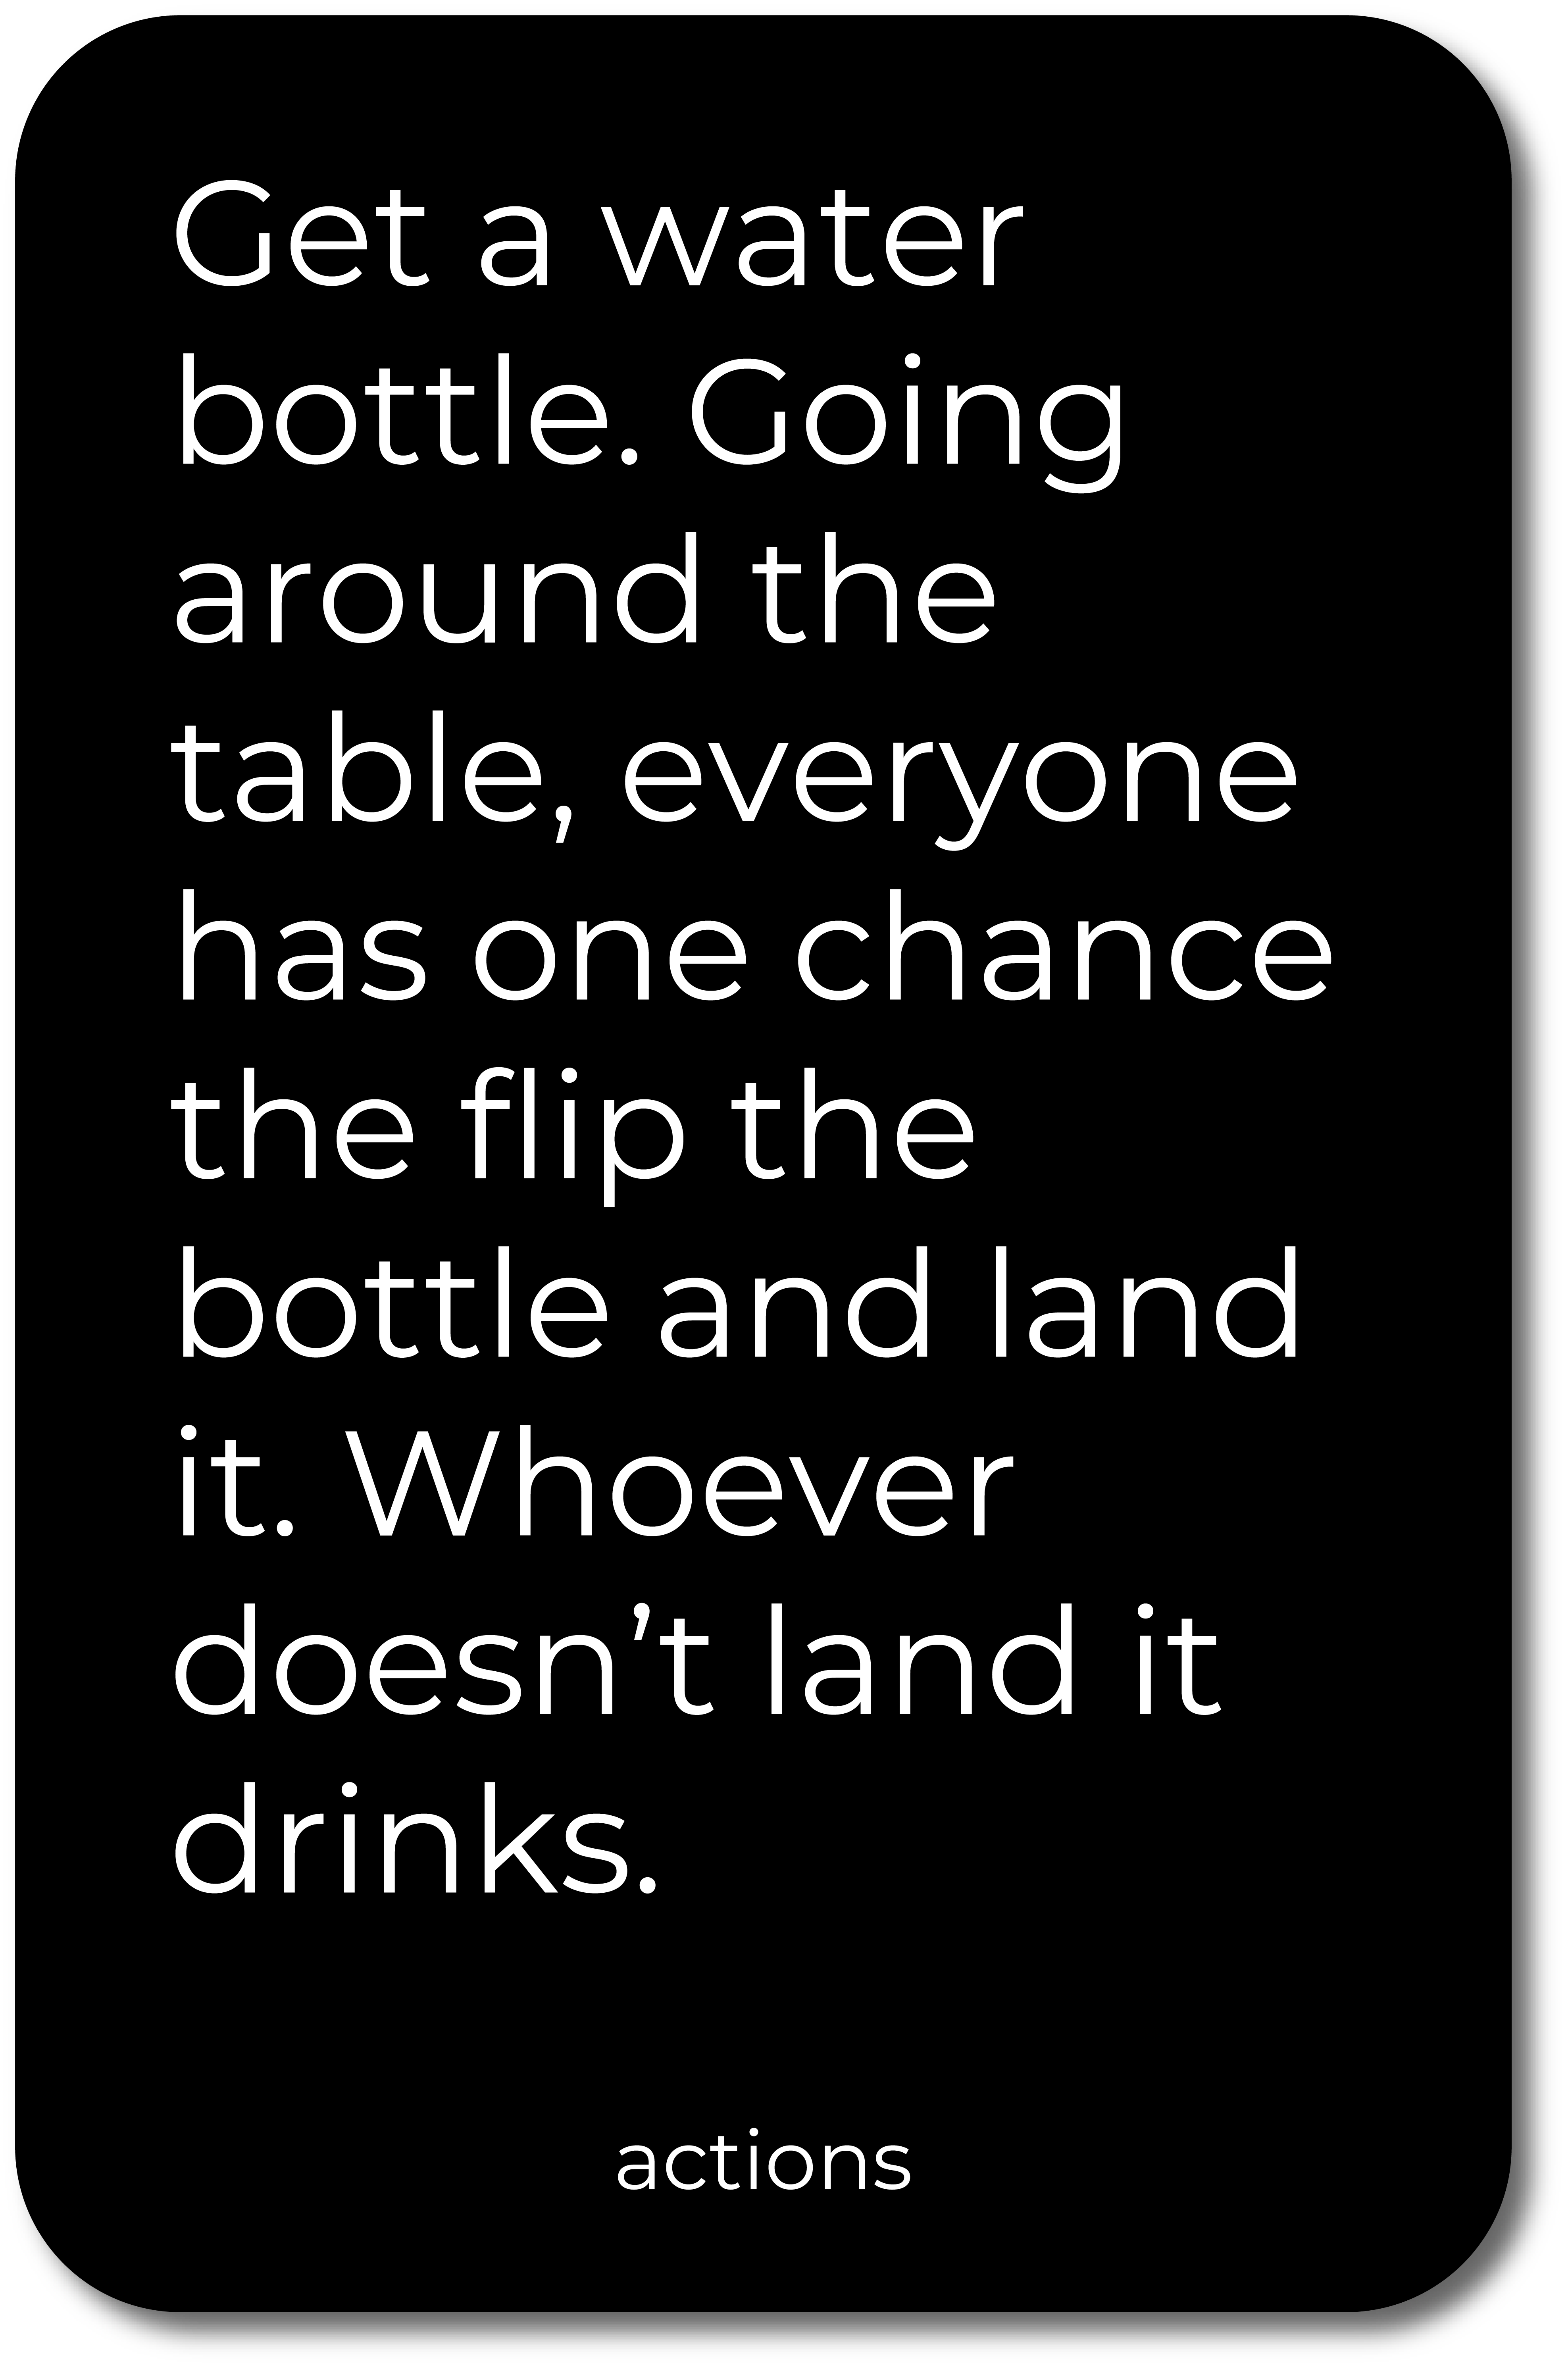 Get a water
bottle. Going
around the
table, everyone
has one chance
the flip the
bottle and land
it. Whoever
doesn’t land it
drinks.
actions